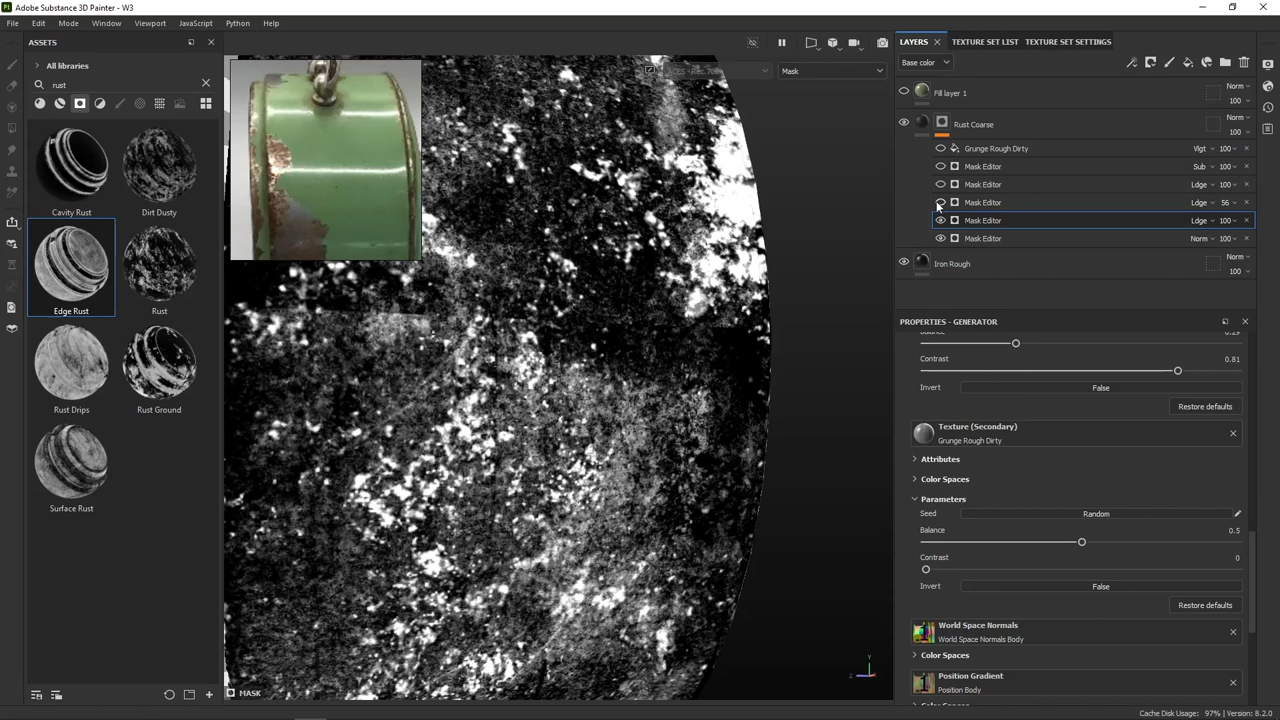 Adobe Substance 3D Painter - W3
File Edit Mode Window Viewport JavaScript Python Help
ASSETS
All libraries
rust
Cavity Rust
Dirt Dusty
Edge Rust
Rust
Rust Drips
Rust Ground
Surface Rust
Mask
MASK
Y
Z
LAYERS
TEXTURE SET LIST
TEXTURE SET SETTINGS
Base color
Fill layer 1
Norm
100
Rust Coarse
Norm
100
Grunge Rough Dirty Vlgt 100
Mask Editor Sub 100
Mask Editor Ldge 100
Mask Editor Ldge 56
Mask Editor Ldge 100
Mask Editor Norm 100
Iron Rough
Norm
100
PROPERTIES - GENERATOR
Contrast 0.81
Invert False
Restore defaults
Texture (Secondary)
Grunge Rough Dirty
Attributes
Color Spaces
Parameters
Seed Random
Balance 0.5
Contrast 0
Invert False
Restore defaults
World Space Normals
World Space Normals Body
Color Spaces
Position Gradient
Position Body
Cache Disk Usage: 97% | Version: 8.2.0